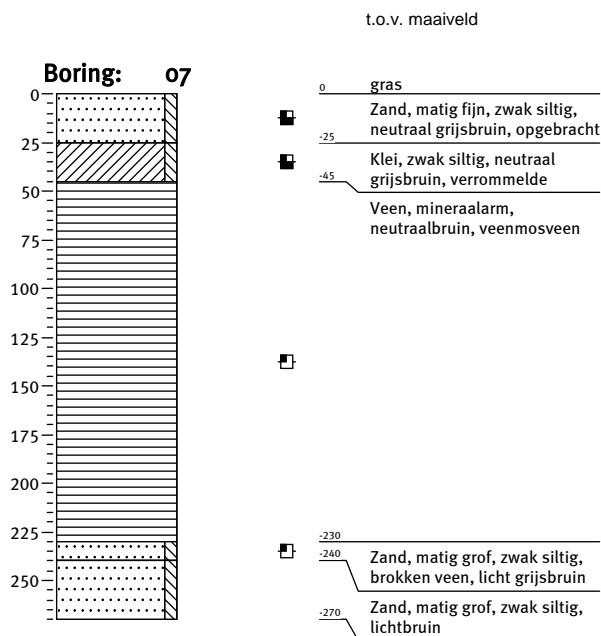 t.o.v. maaiveld
Boring: 07
0
25
50
75
100
125
150
175
200
225
250
0 gras
Zand, matig fijn, zwak siltig,
neutraal grijsbruin, opgebracht
-25
Klei, zwak siltig, neutraal
grijsbruin, verrommelde
-45
Veen, mineraalarm,
neutraalbruin, veenmosveen
-230
Zand, matig grof, zwak siltig,
brokken veen, licht grijsbruin
-240
Zand, matig grof, zwak siltig,
lichtbruin
-270